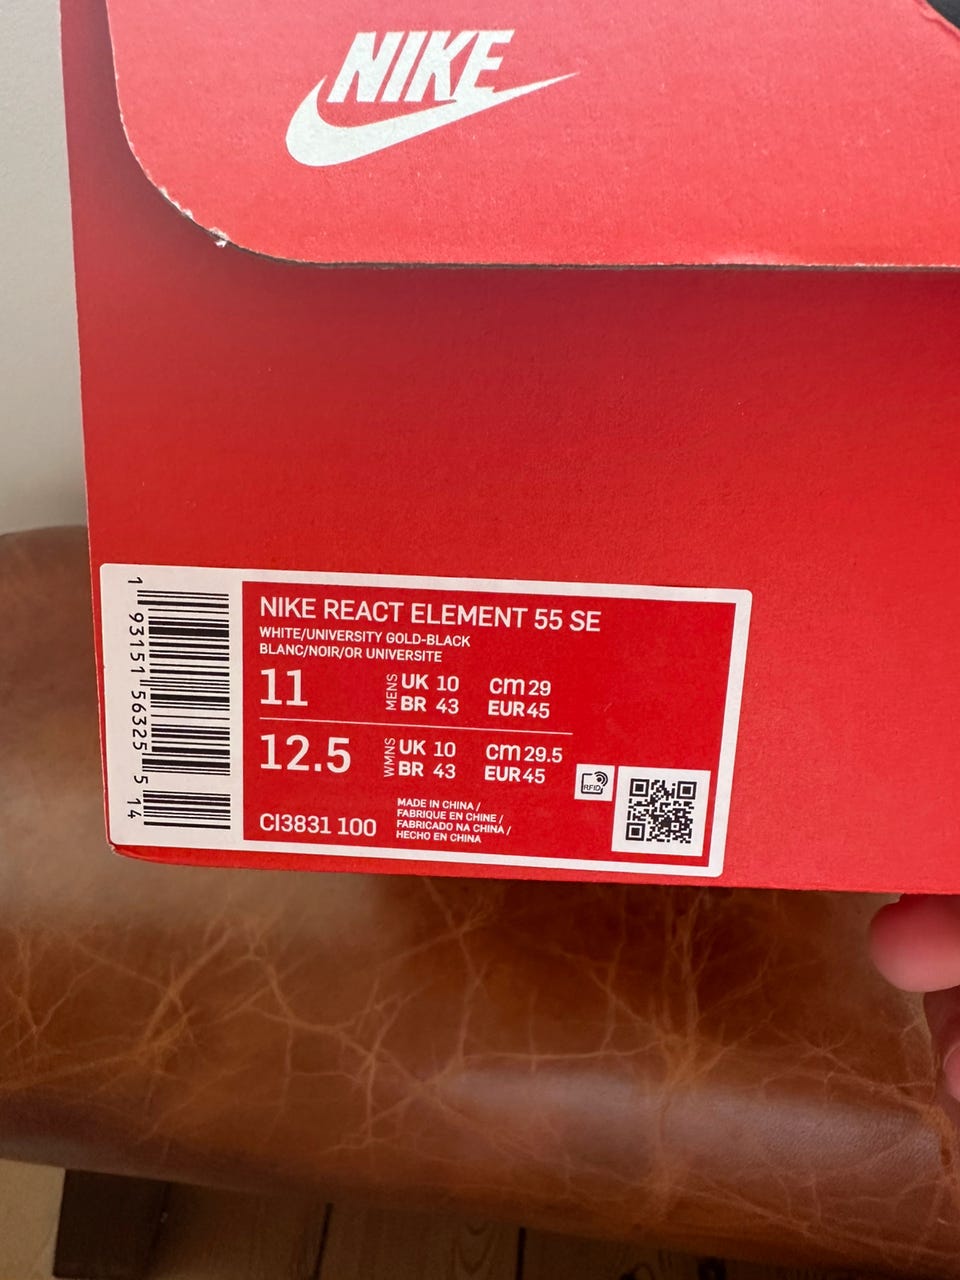 NIKE
1 93151 56325 5 14
NIKE REACT ELEMENT 55 SE
WHITE/UNIVERSITY GOLD-BLACK
BLANC/NOIR/OR UNIVERSITE
11 MENS UK 10 cm 29
BR 43 EUR 45
12.5 WMNS UK 10 cm 29.5
BR 43 EUR 45
RFID
CI3831 100
MADE IN CHINA /
FABRIQUE EN CHINE /
FABRICADO NA CHINA /
HECHO EN CHINA